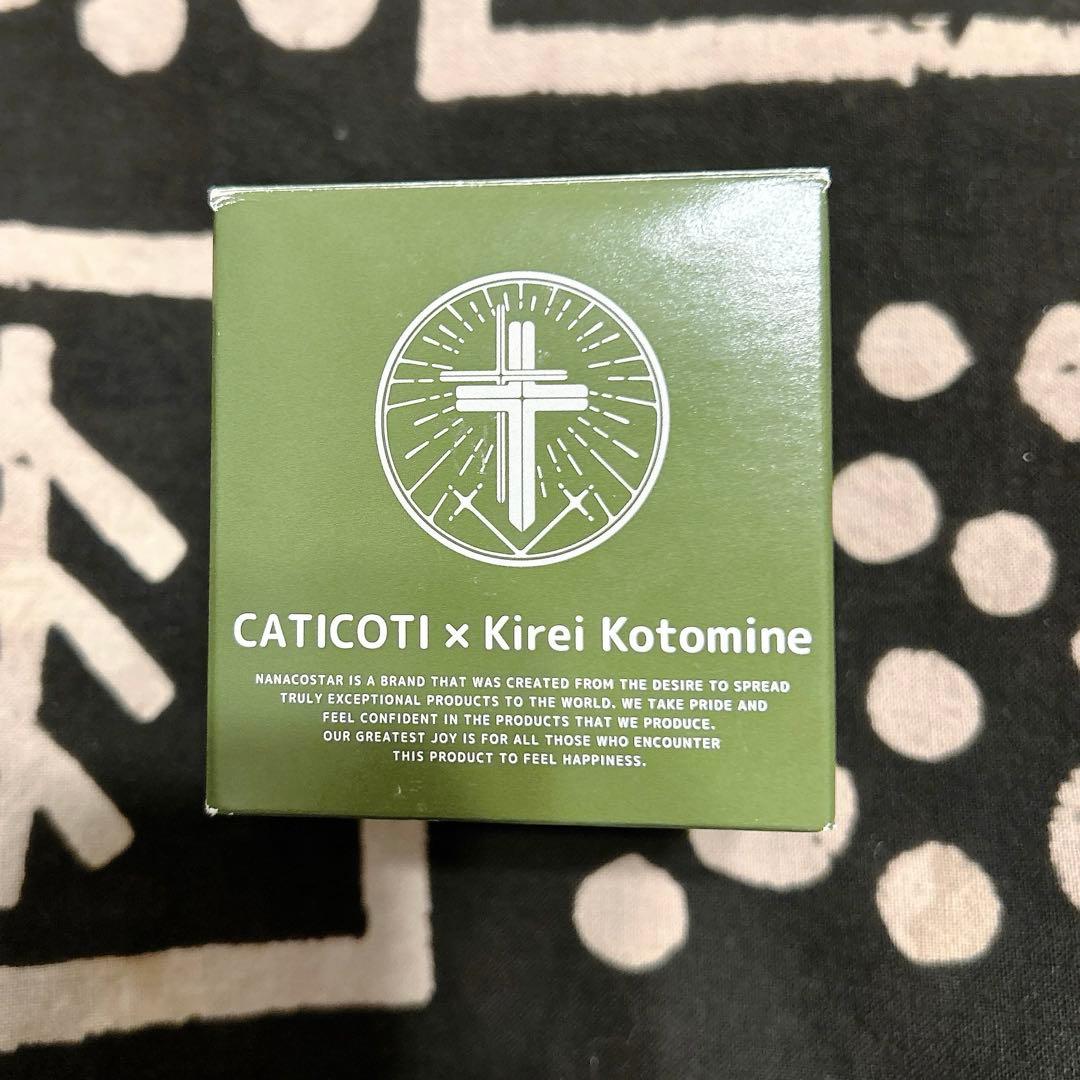 CATICOTI × Kirei Kotomine
NANACOSTAR IS A BRAND THAT WAS CREATED FROM THE DESIRE TO SPREAD
TRULY EXCEPTIONAL PRODUCTS TO THE WORLD. WE TAKE PRIDE AND
FEEL CONFIDENT IN THE PRODUCTS THAT WE PRODUCE.
OUR GREATEST JOY IS FOR ALL THOSE WHO ENCOUNTER
THIS PRODUCT TO FEEL HAPPINESS.